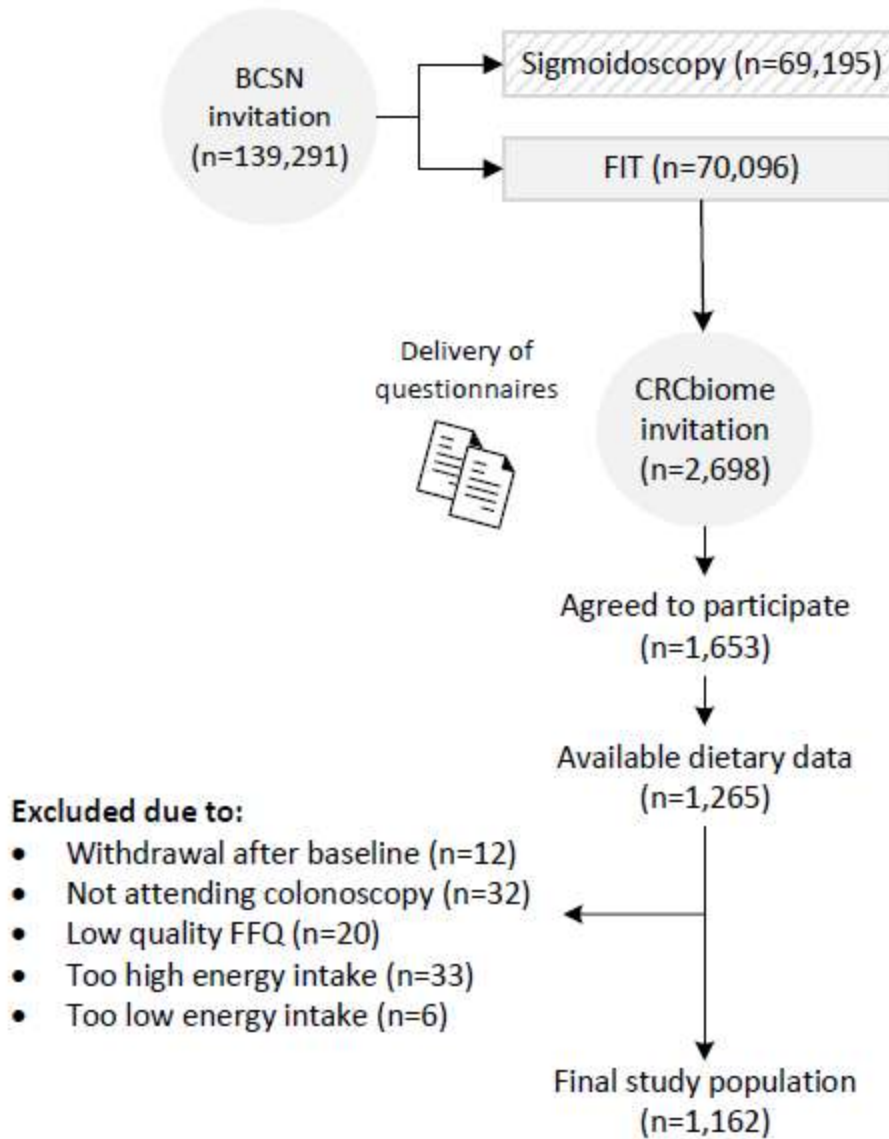 BCSN
invitation
(n=139,291)
Sigmoidoscopy (n=69,195)
FIT (n=70,096)
Delivery of
questionnaires
CRCbiome
invitation
(n=2,698)
Agreed to participate
(n=1,653)
Available dietary data
(n=1,265)
Excluded due to:
• Withdrawal after baseline (n=12)
• Not attending colonoscopy (n=32)
• Low quality FFQ (n=20)
• Too high energy intake (n=33)
• Too low energy intake (n=6)
Final study population
(n=1,162)